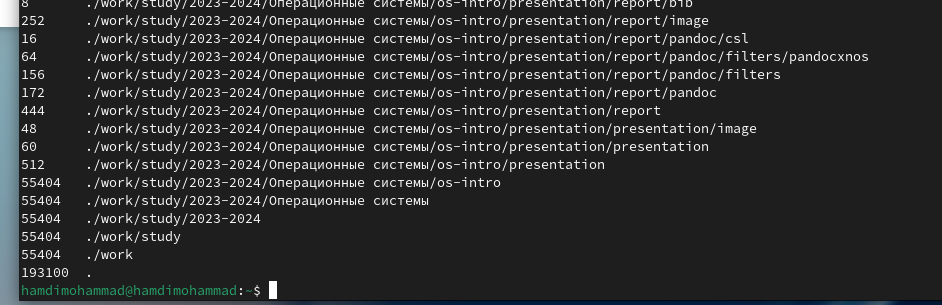 8 ./work/study/2023-2024/Операционные системы/os-intro/presentation/report/bib
252 ./work/study/2023-2024/Операционные системы/os-intro/presentation/report/image
16 ./work/study/2023-2024/Операционные системы/os-intro/presentation/report/pandoc/csl
64 ./work/study/2023-2024/Операционные системы/os-intro/presentation/report/pandoc/filters/pandocxnos
156 ./work/study/2023-2024/Операционные системы/os-intro/presentation/report/pandoc/filters
172 ./work/study/2023-2024/Операционные системы/os-intro/presentation/report/pandoc
444 ./work/study/2023-2024/Операционные системы/os-intro/presentation/report
48 ./work/study/2023-2024/Операционные системы/os-intro/presentation/presentation/image
60 ./work/study/2023-2024/Операционные системы/os-intro/presentation/presentation
512 ./work/study/2023-2024/Операционные системы/os-intro/presentation
55404 ./work/study/2023-2024/Операционные системы/os-intro
55404 ./work/study/2023-2024/Операционные системы
55404 ./work/study/2023-2024
55404 ./work/study
55404 ./work
193100 .
hamdimohammad@hamdimohammad:~$